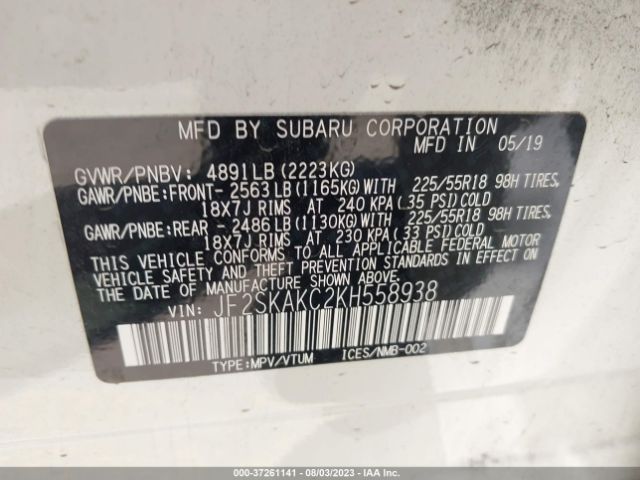 MFD BY SUBARU CORPORATION
MFD IN 05/19
GVWR/PNBV: 4891LB (2223KG)
GAWR/PNBE:FRONT- 2563 LB (1165KG) WITH 225/55R18 98H TIRES,
18X7J RIMS AT 240 KPA (35 PSI) COLD
GAWR/PNBE:REAR - 2486 LB (1130KG) WITH 225/55R18 98H TIRES,
18X7J RIMS AT 230 KPA (33 PSI) COLD
THIS VEHICLE CONFORMS TO ALL APPLICABLE FEDERAL MOTOR
VEHICLE SAFETY AND THEFT PREVENTION STANDARDS IN EFFECT ON
THE DATE OF MANUFACTURE SHOWN ABOVE.
VIN: JF2SKAKC2KH558938
TYPE:MPV/VTUM ICES/NMB-002
000-37261141 - 08/03/2023 - IAAI.com